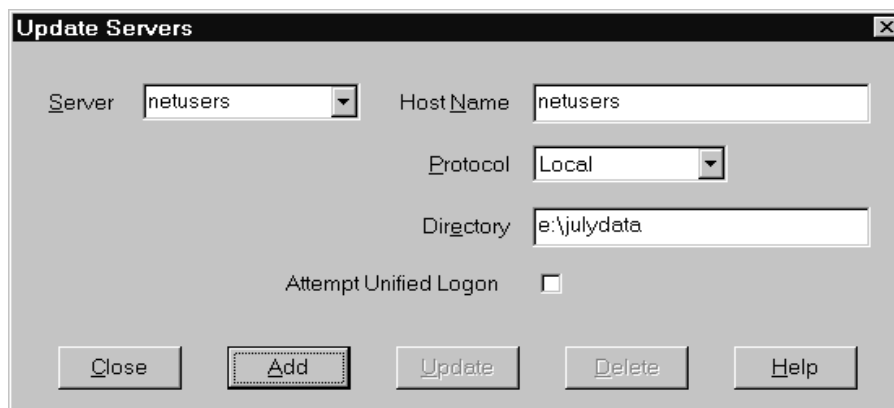 Update Servers
Server netusers Host Name netusers
Protocol Local
Directory e:\julydata
Attempt Unified Logon
Close Add Update Delete Help